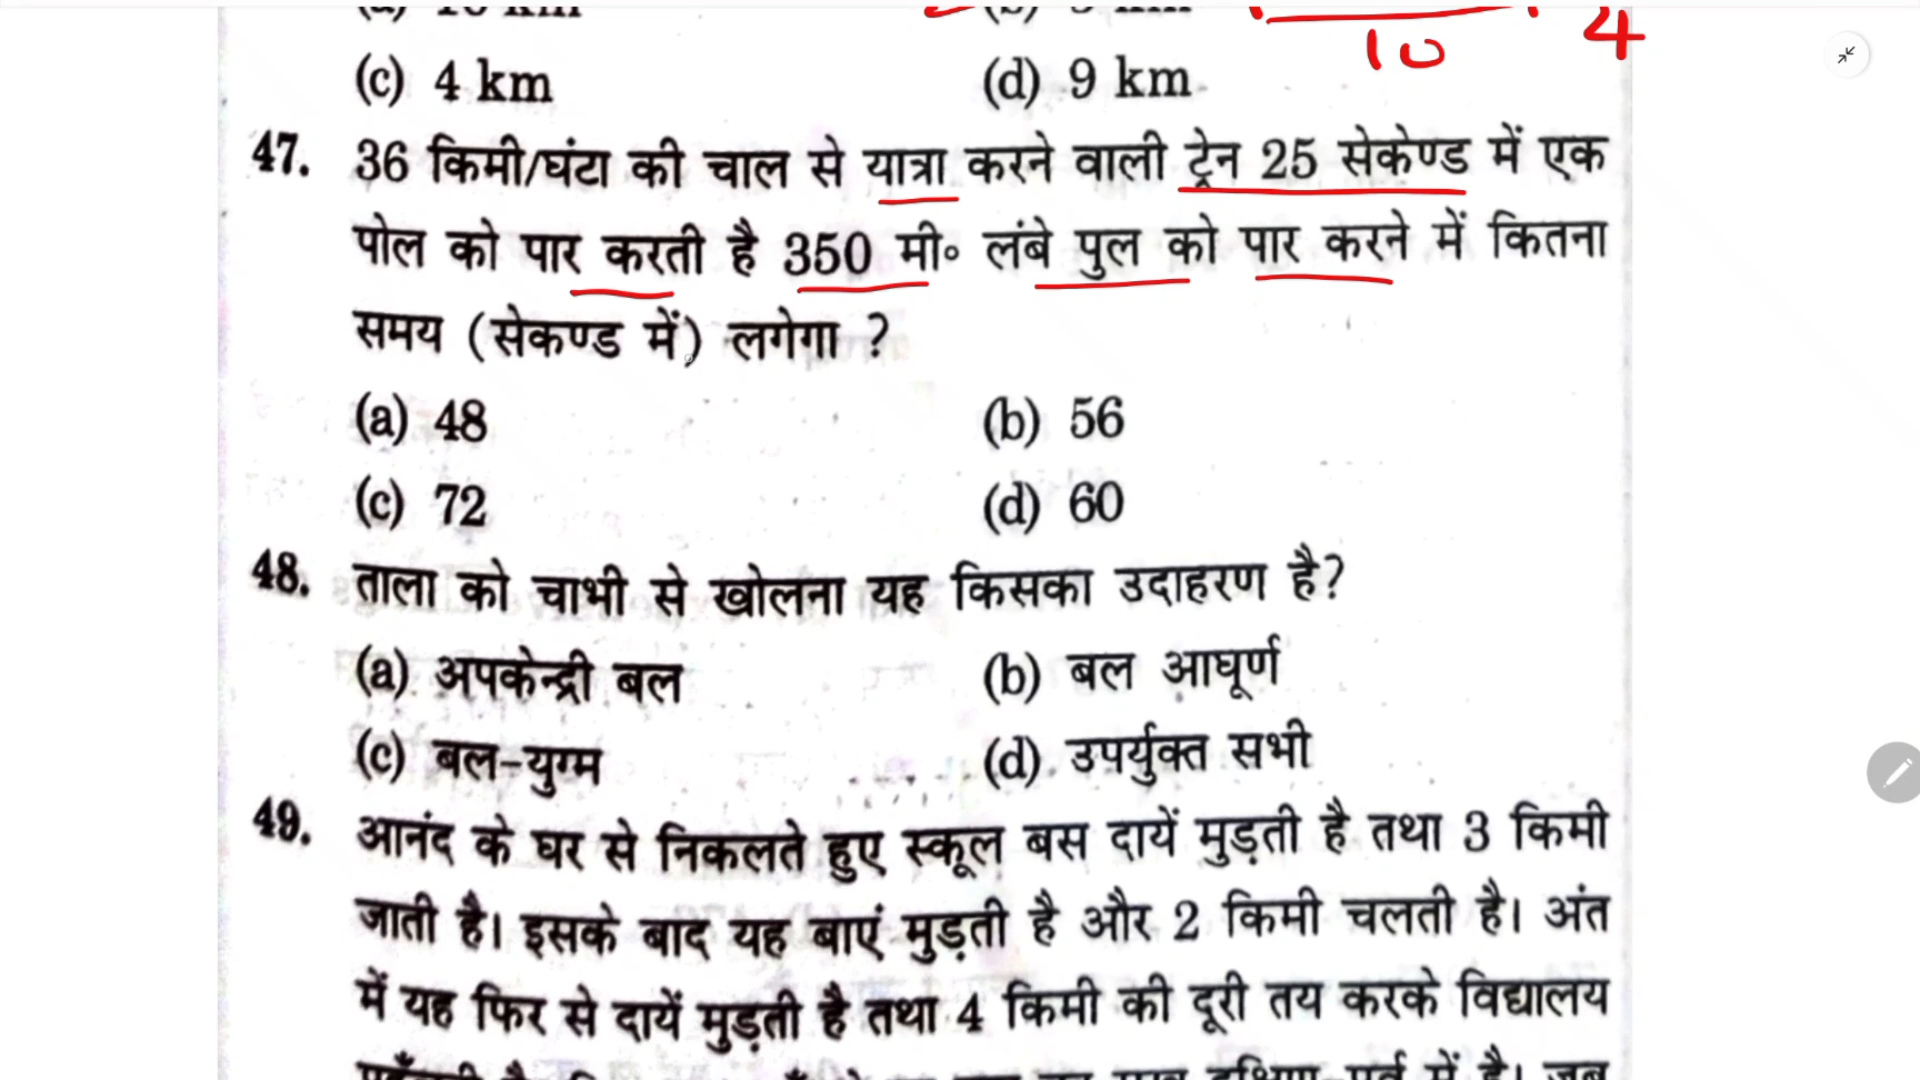 (c) 4 km (d) 9 km
10 4
47. 36 किमी/घंटा की चाल से यात्रा करने वाली ट्रेन 25 सेकेण्ड में एक
पोल को पार करती है 350 मी॰ लंबे पुल को पार करने में कितना
समय (सेकण्ड में) लगेगा ?
(a) 48 (b) 56
(c) 72 (d) 60
48. ताला को चाभी से खोलना यह किसका उदाहरण है?
(a) अपकेन्द्री बल (b) बल आघूर्ण
(c) बल-युग्म (d) उपर्युक्त सभी
49. आनंद के घर से निकलते हुए स्कूल बस दायें मुड़ती है तथा 3 किमी
जाती है। इसके बाद यह बाएं मुड़ती है और 2 किमी चलती है। अंत
में यह फिर से दायें मुड़ती है तथा 4 किमी की दूरी तय करके विद्यालय